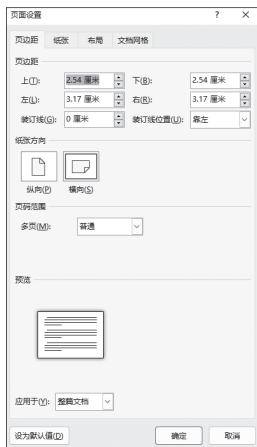 页面设置 ? ×
页边距 纸张 布局 文档网格
页边距
上(T): 2.54 厘米 下(B): 2.54 厘米
左(L): 3.17 厘米 右(R): 3.17 厘米
装订线(G): 0 厘米 装订线位置(U): 靠左
纸张方向
纵向(P) 横向(S)
页码范围
多页(M): 普通
预览
应用于(Y): 整篇文档
设为默认值(D) 确定 取消